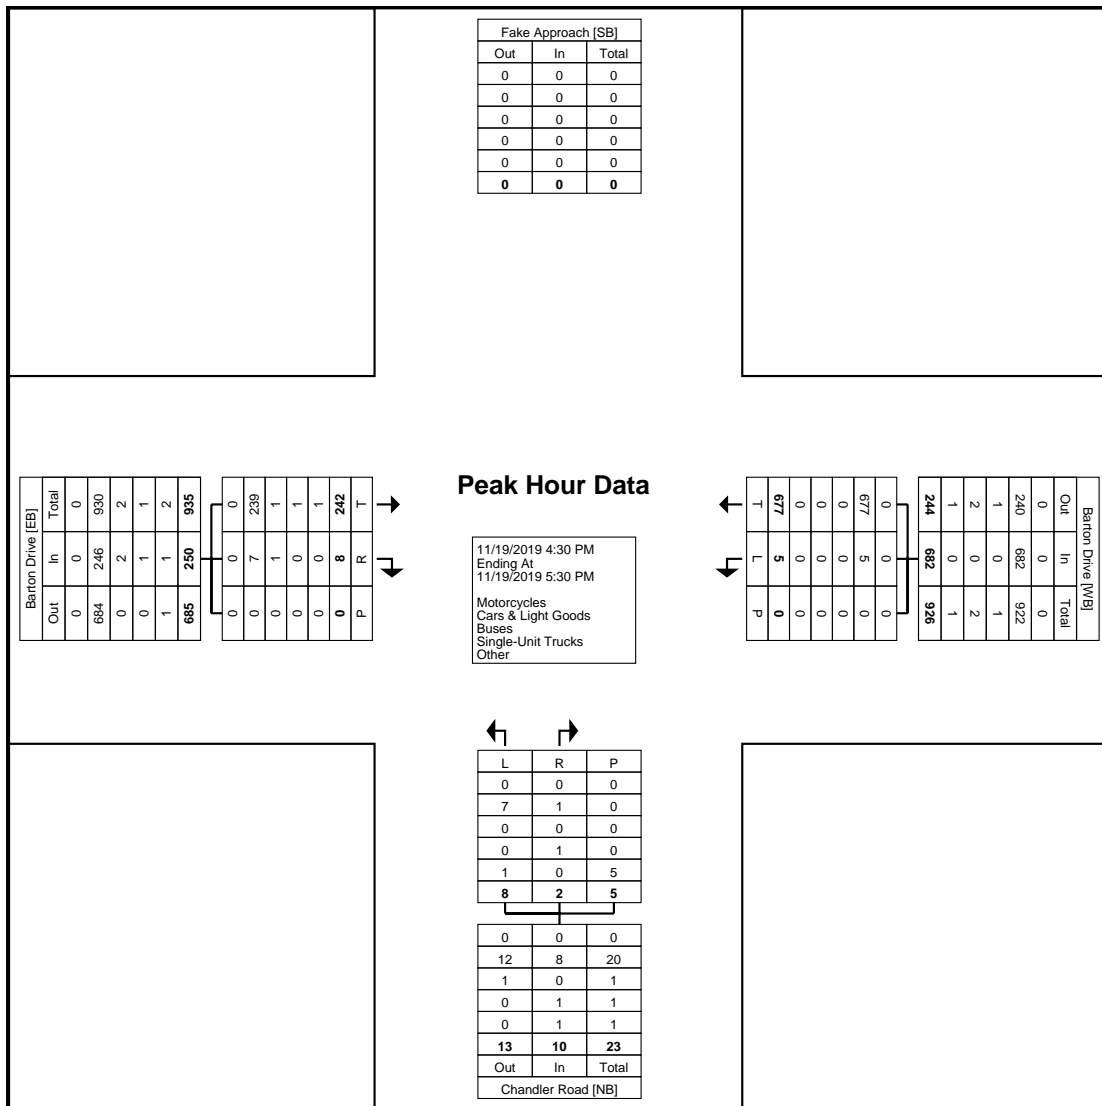 Fake Approach [SB]
Out In Total
0 0 0
0 0 0
0 0 0
0 0 0
0 0 0
0 0 0
Barton Drive [EB]
Out In Total
0 0 0
684 246 930
0 2 2
0 1 1
1 1 2
685 250 935
0 0 0
0 7 239
0 1 1
0 0 1
0 0 1
0 8 242
P R T
Peak Hour Data
11/19/2019 4:30 PM
Ending At
11/19/2019 5:30 PM
Motorcycles
Cars & Light Goods
Buses
Single-Unit Trucks
Other
Barton Drive [WB]
Out In Total
0 0 0
240 682 922
1 0 1
2 0 2
1 0 1
244 682 926
0 0 0
677 5 0
0 0 0
0 0 0
0 0 0
677 5 0
T L P
L R P
0 0 0
7 1 0
0 0 0
0 1 0
1 0 5
8 2 5
0 0 0
12 8 20
1 0 1
0 1 1
0 1 1
13 10 23
Out In Total
Chandler Road [NB]